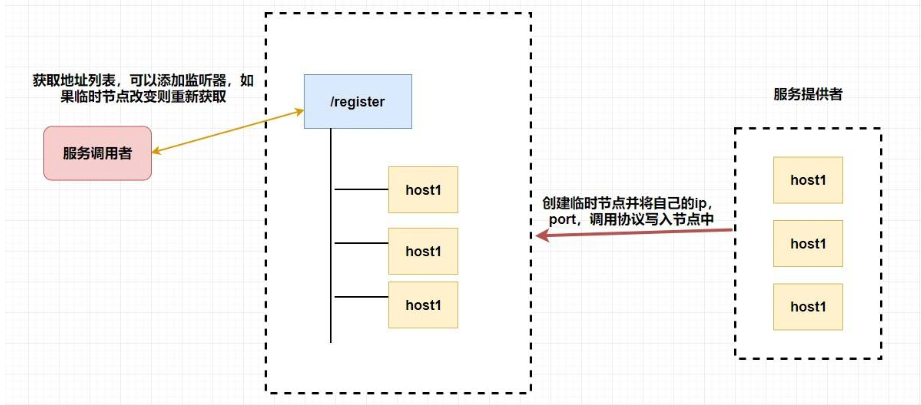 获取地址列表，可以添加监听器，如
果临时节点改变则重新获取
服务调用者
/register
host1
host1
host1
创建临时节点并将自己的ip，
port，调用协议写入节点中
服务提供者
host1
host1
host1